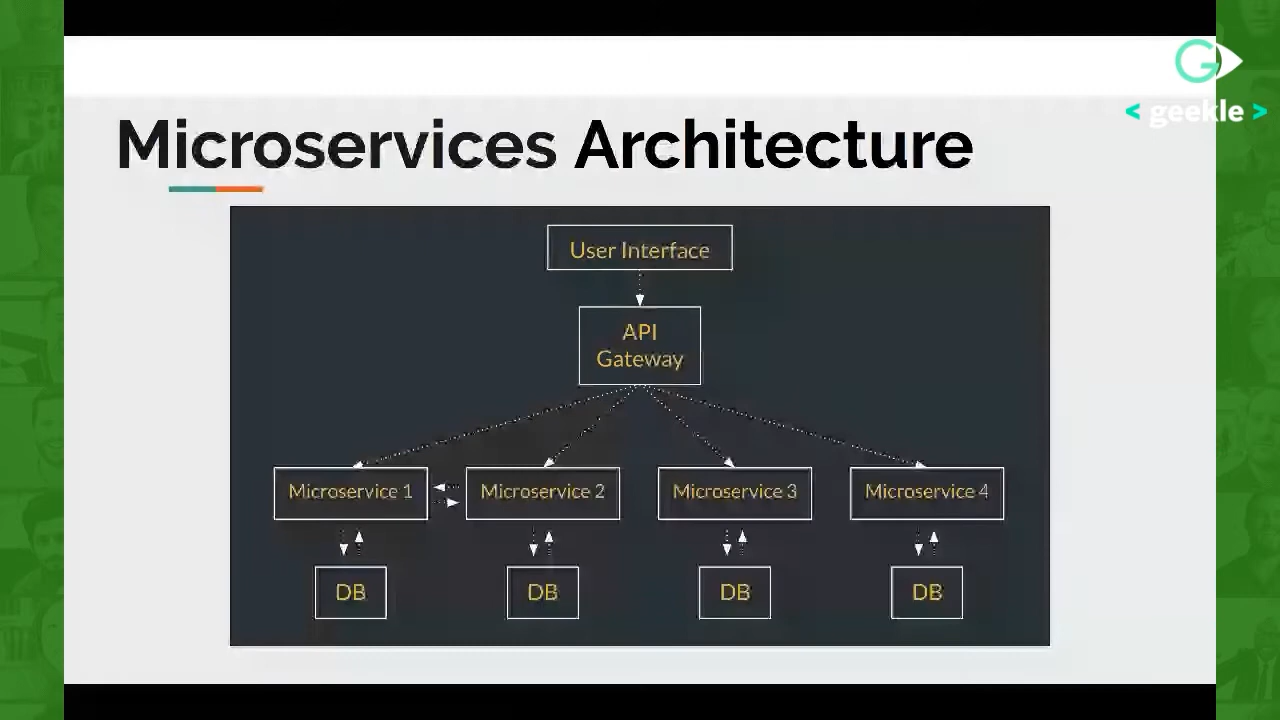 < geekle >
Microservices Architecture
User Interface
API
Gateway
Microservice 1
Microservice 2
Microservice 3
Microservice 4
DB
DB
DB
DB